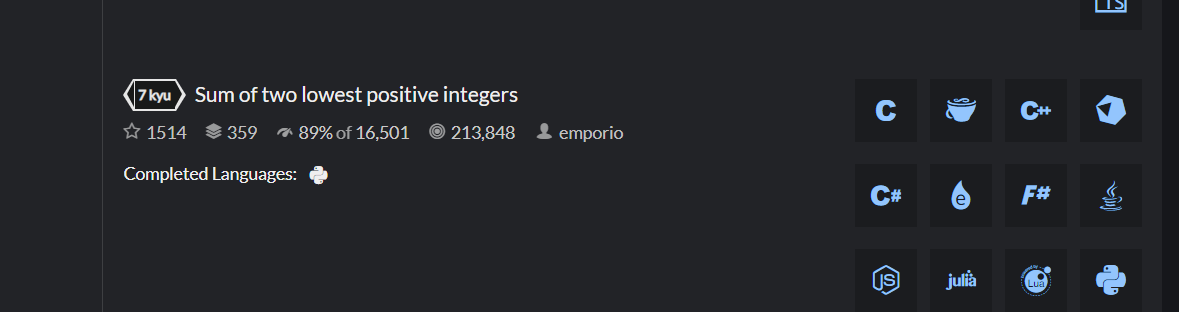 TS
7 kyu Sum of two lowest positive integers
1514 359 89% of 16,501 213,848 emporio
Completed Languages:
C C++
C# e F#
JS julia Lua